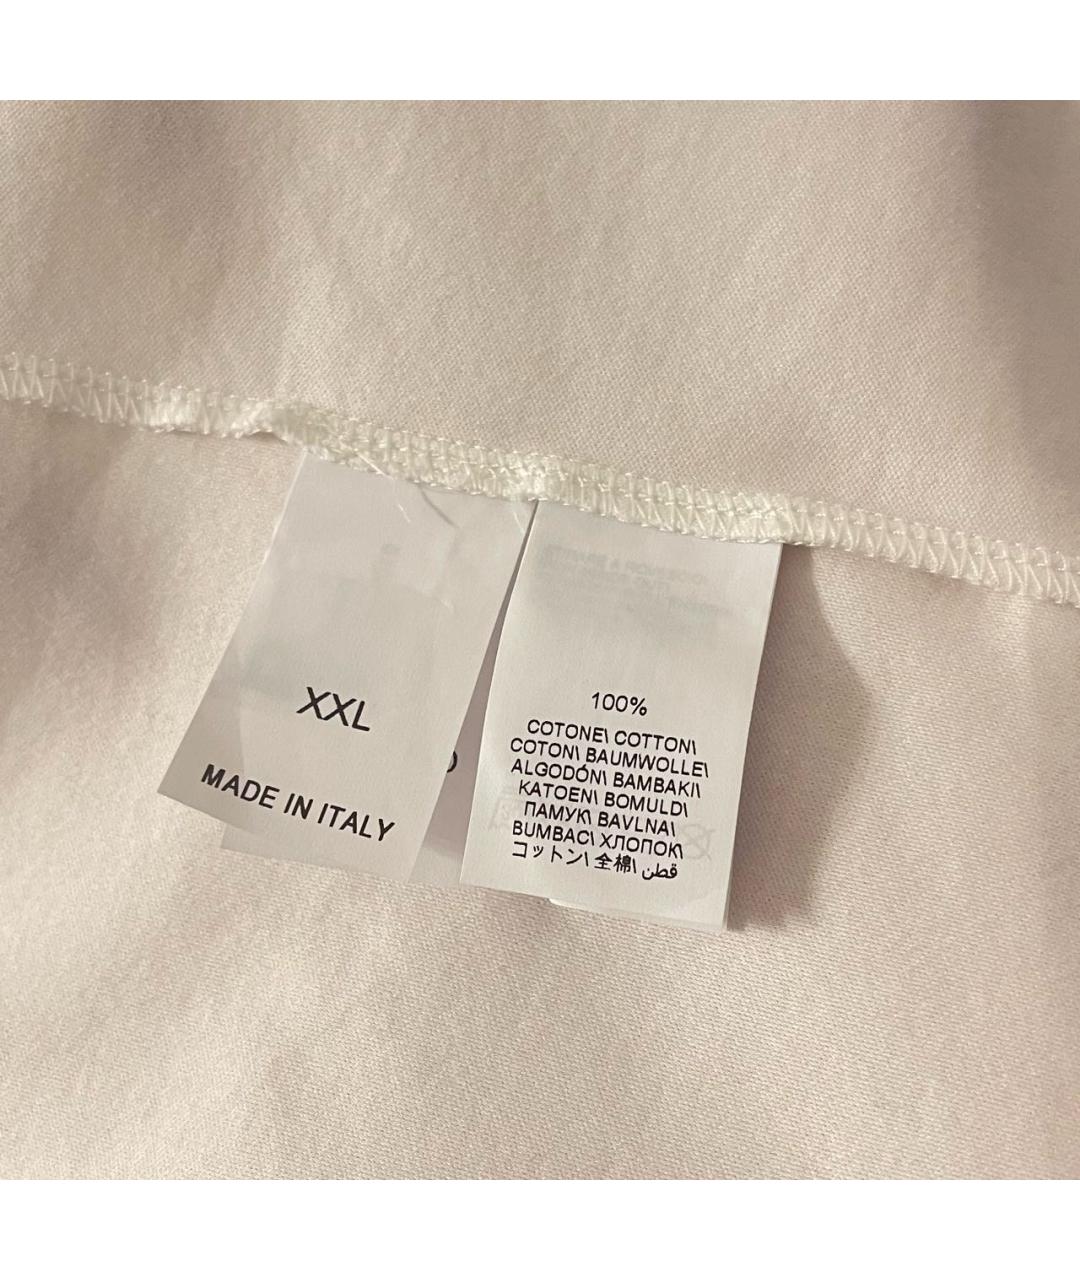 XXL
MADE IN ITALY
100%
COTONE\ COTTON\
COTON\ BAUMWOLLE\
ALGODÓN\ BAMBAKI\
KATOEN\ BOMULD\
ПАМУК\ BAVLNA\
BUMBAC\ ХЛОПОК\
コットン\ 全棉\ قطن